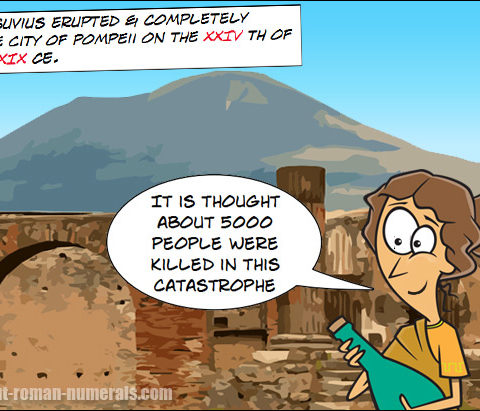 SUVIUS ERUPTED & COMPLETELY
E CITY OF POMPEII ON THE XXIV TH OF
XIX CE.
IT IS THOUGHT
ABOUT 5000
PEOPLE WERE
KILLED IN THIS
CATASTROPHE
t-roman-numerals.com